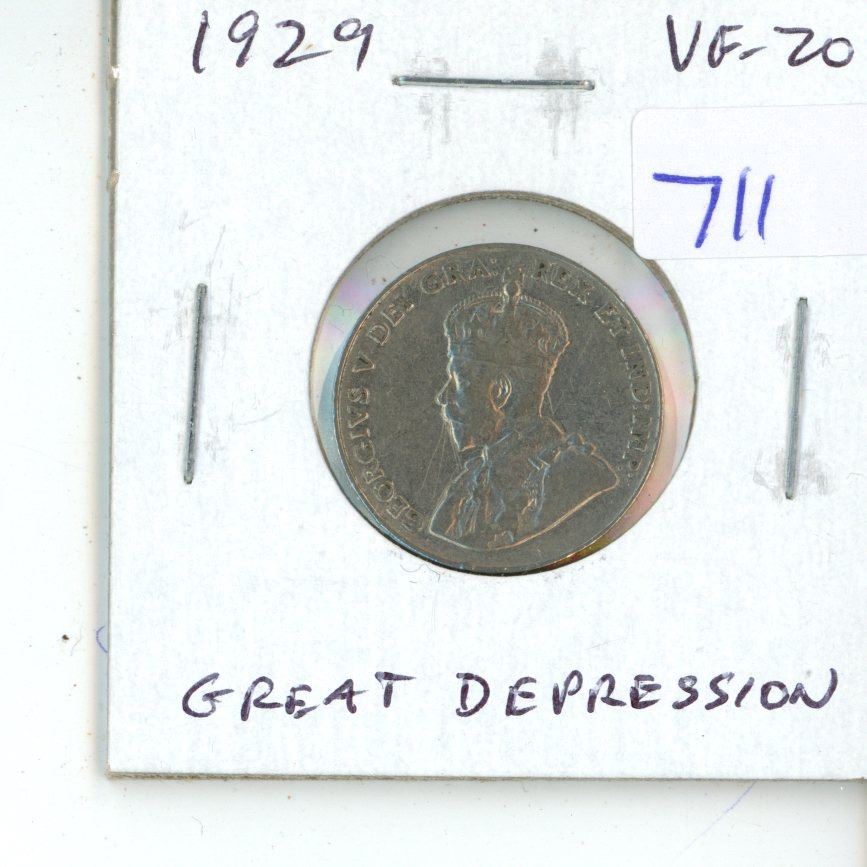 1929 VF-20
711
GEORGIVS V DEI GRA: REX ET IND:IMP:
GREAT DEPRESSION